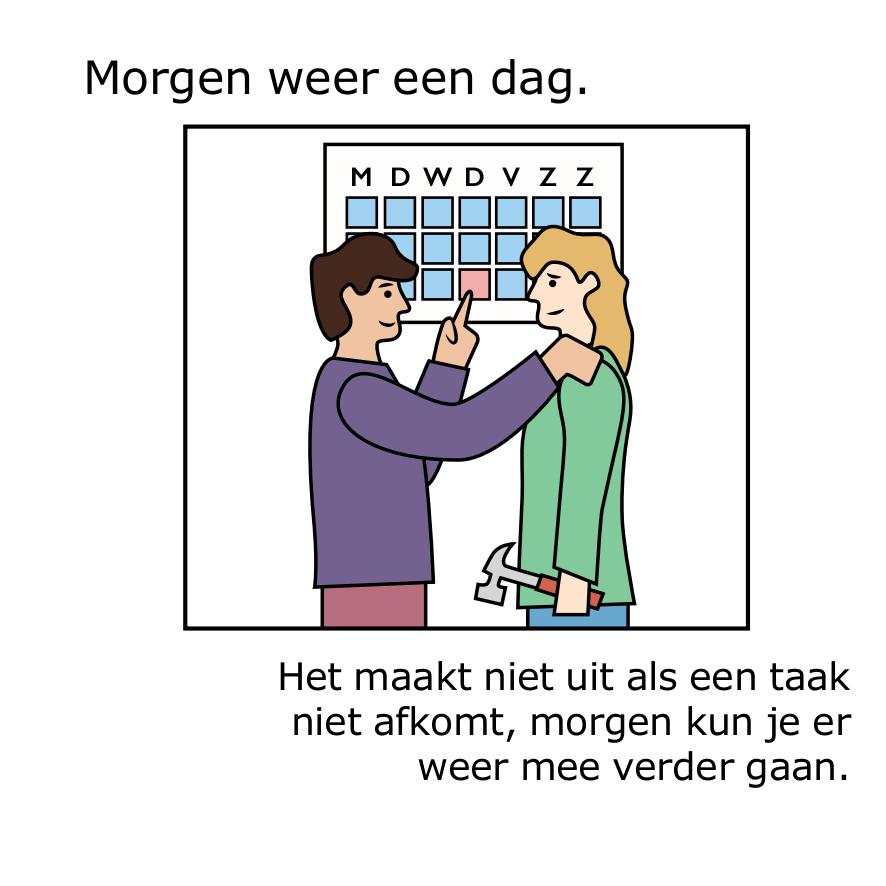 Morgen weer een dag.
M D W D V Z Z
Het maakt niet uit als een taak
niet afkomt, morgen kun je er
weer mee verder gaan.